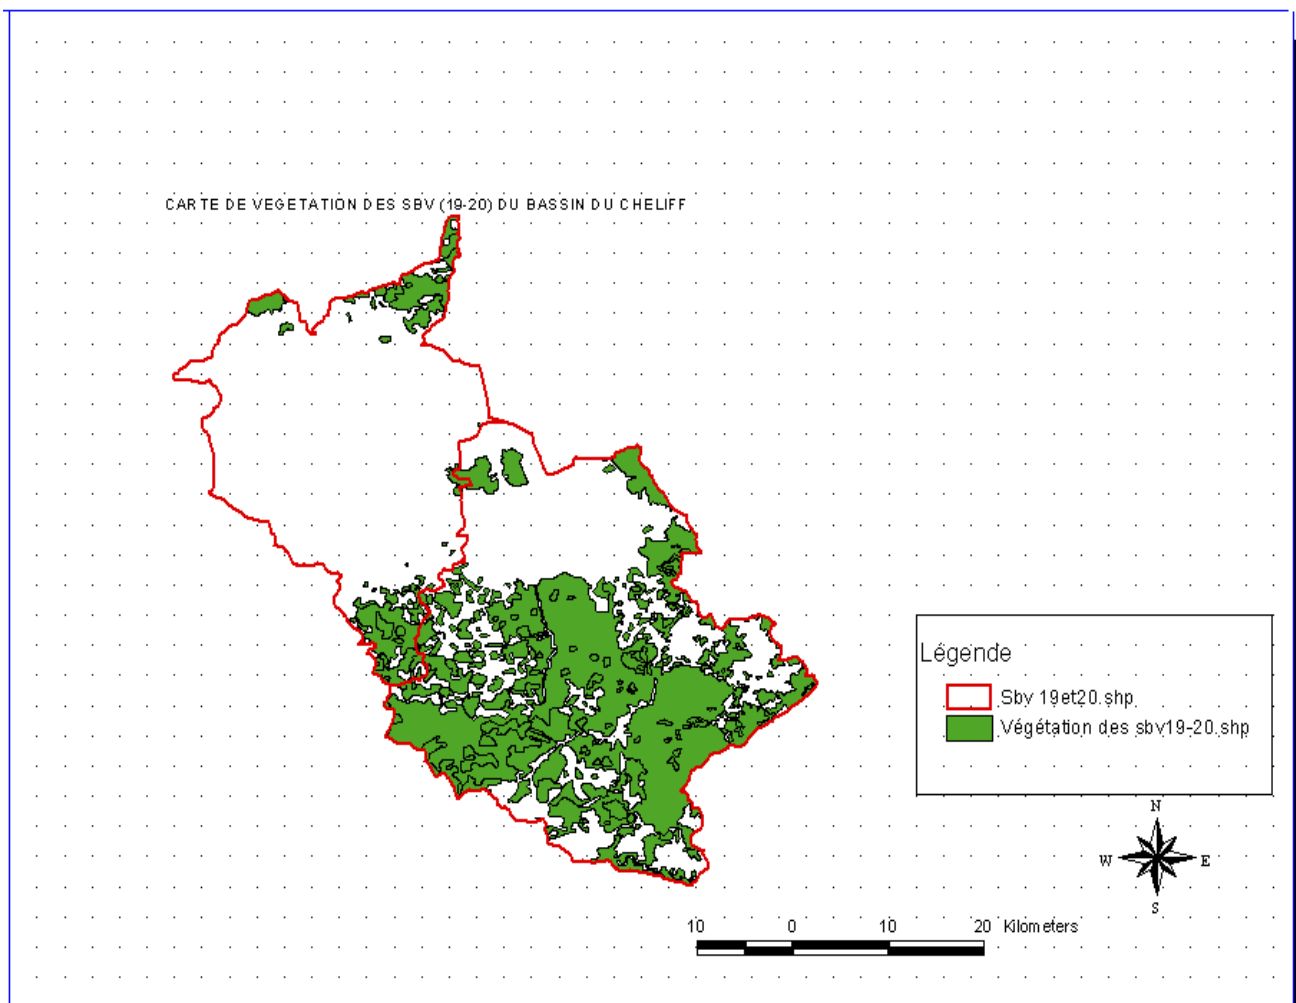 CARTE DE VEGETATION DES SBV (19-20) DU BASSIN DU CHELIFF
Légende
Sbv 19et20.shp
Végétation des sbv19-20.shp
N
W E
S
10 0 10 20 Kilometers